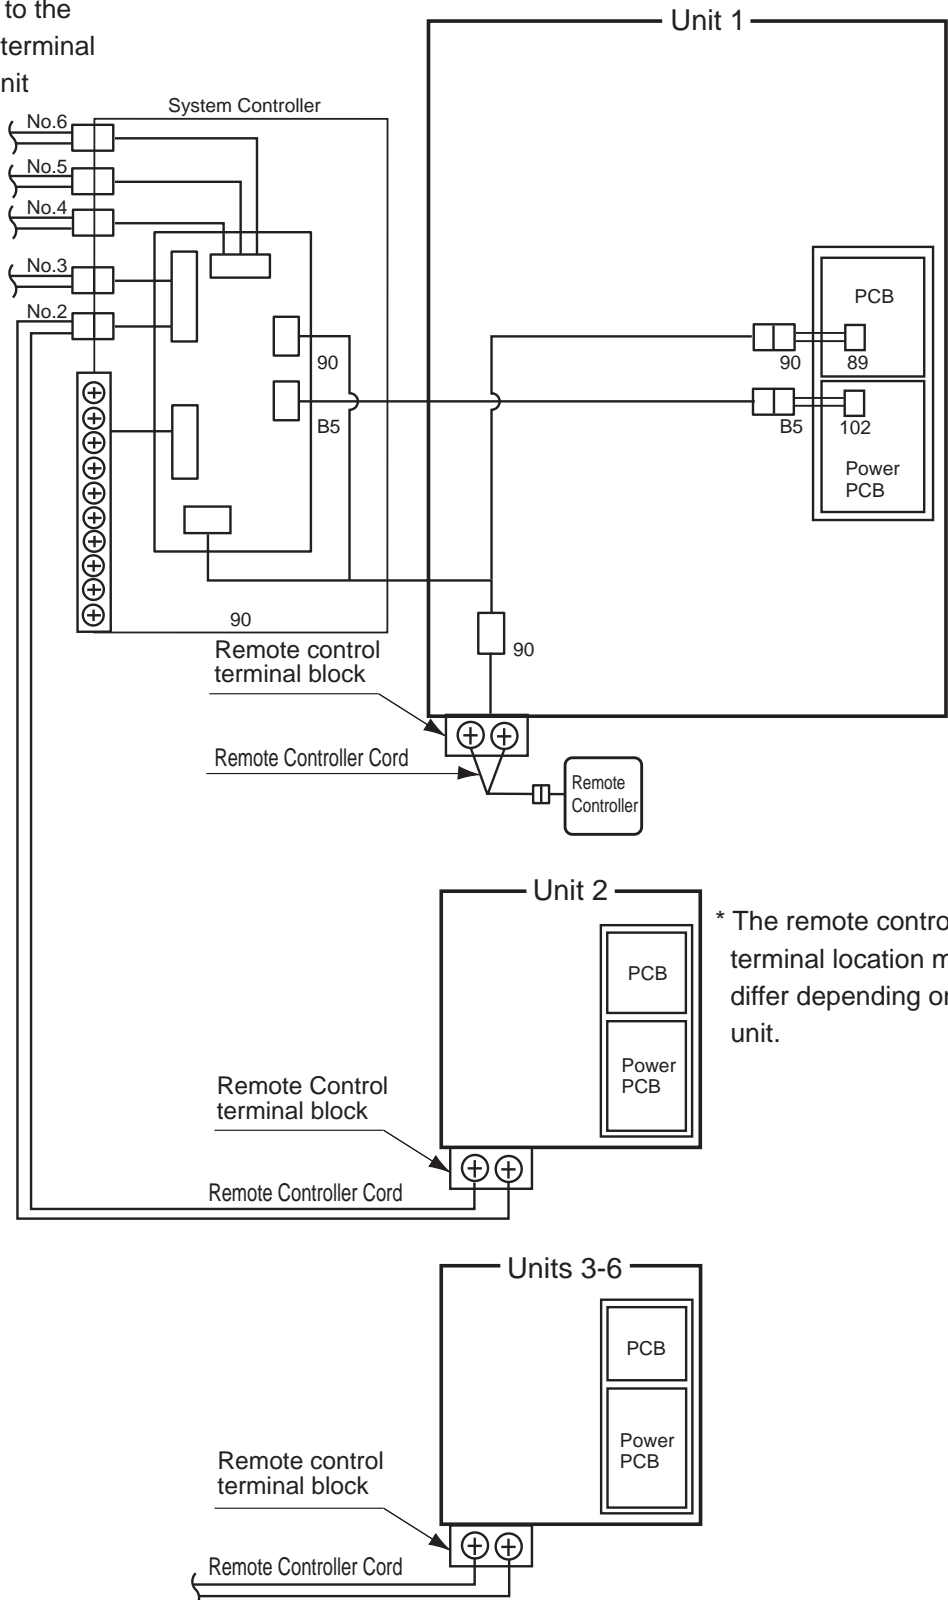 to the
terminal
nit
Unit 1
System Controller
No.6
No.5
No.4
No.3
No.2
90
B5
90
PCB
90
89
B5
102
Power
PCB
90
Remote control
terminal block
Remote Controller Cord
Remote
Controller
Unit 2
PCB
Power
PCB
* The remote contro
terminal location m
differ depending or
unit.
Remote Control
terminal block
Remote Controller Cord
Units 3-6
PCB
Power
PCB
Remote control
terminal block
Remote Controller Cord